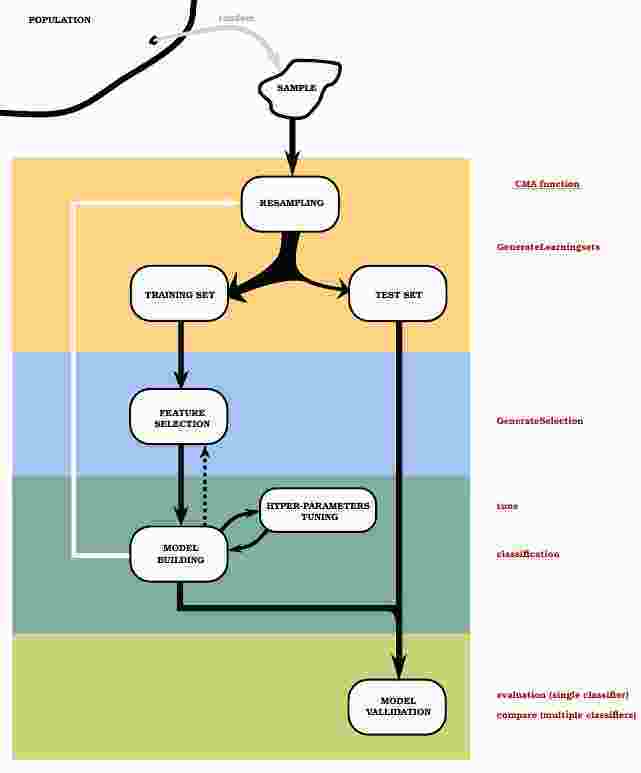 POPULATION
random
SAMPLE
CMA function
RESAMPLING
GenerateLearningsets
TRAINING SET
TEST SET
FEATURE
SELECTION
GenerateSelection
HYPER-PARAMETERS
TUNING
tune
MODEL
BUILDING
classification
MODEL
VALLIDATION
evaluation (single classifier)
compare (multiple classifiers)